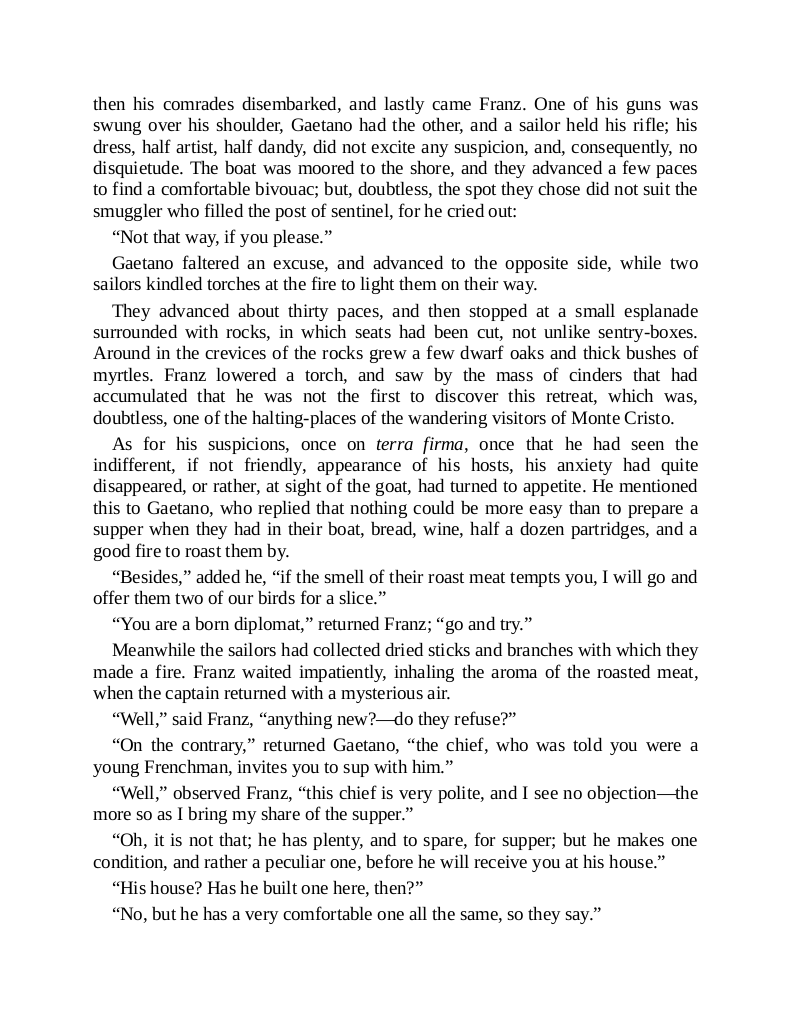 then his comrades disembarked, and lastly came Franz. One of his guns was
swung over his shoulder, Gaetano had the other, and a sailor held his rifle; his
dress, half artist, half dandy, did not excite any suspicion, and, consequently, no
disquietude. The boat was moored to the shore, and they advanced a few paces
to find a comfortable bivouac; but, doubtless, the spot they chose did not suit the
smuggler who filled the post of sentinel, for he cried out:
“Not that way, if you please.”
Gaetano faltered an excuse, and advanced to the opposite side, while two
sailors kindled torches at the fire to light them on their way.
They advanced about thirty paces, and then stopped at a small esplanade
surrounded with rocks, in which seats had been cut, not unlike sentry-boxes.
Around in the crevices of the rocks grew a few dwarf oaks and thick bushes of
myrtles. Franz lowered a torch, and saw by the mass of cinders that had
accumulated that he was not the first to discover this retreat, which was,
doubtless, one of the halting-places of the wandering visitors of Monte Cristo.
As for his suspicions, once on terra firma, once that he had seen the
indifferent, if not friendly, appearance of his hosts, his anxiety had quite
disappeared, or rather, at sight of the goat, had turned to appetite. He mentioned
this to Gaetano, who replied that nothing could be more easy than to prepare a
supper when they had in their boat, bread, wine, half a dozen partridges, and a
good fire to roast them by.
“Besides,” added he, “if the smell of their roast meat tempts you, I will go and
offer them two of our birds for a slice.”
“You are a born diplomat,” returned Franz; “go and try.”
Meanwhile the sailors had collected dried sticks and branches with which they
made a fire. Franz waited impatiently, inhaling the aroma of the roasted meat,
when the captain returned with a mysterious air.
“Well,” said Franz, “anything new?—do they refuse?”
“On the contrary,” returned Gaetano, “the chief, who was told you were a
young Frenchman, invites you to sup with him.”
“Well,” observed Franz, “this chief is very polite, and I see no objection—the
more so as I bring my share of the supper.”
“Oh, it is not that; he has plenty, and to spare, for supper; but he makes one
condition, and rather a peculiar one, before he will receive you at his house.”
“His house? Has he built one here, then?”
“No, but he has a very comfortable one all the same, so they say.”